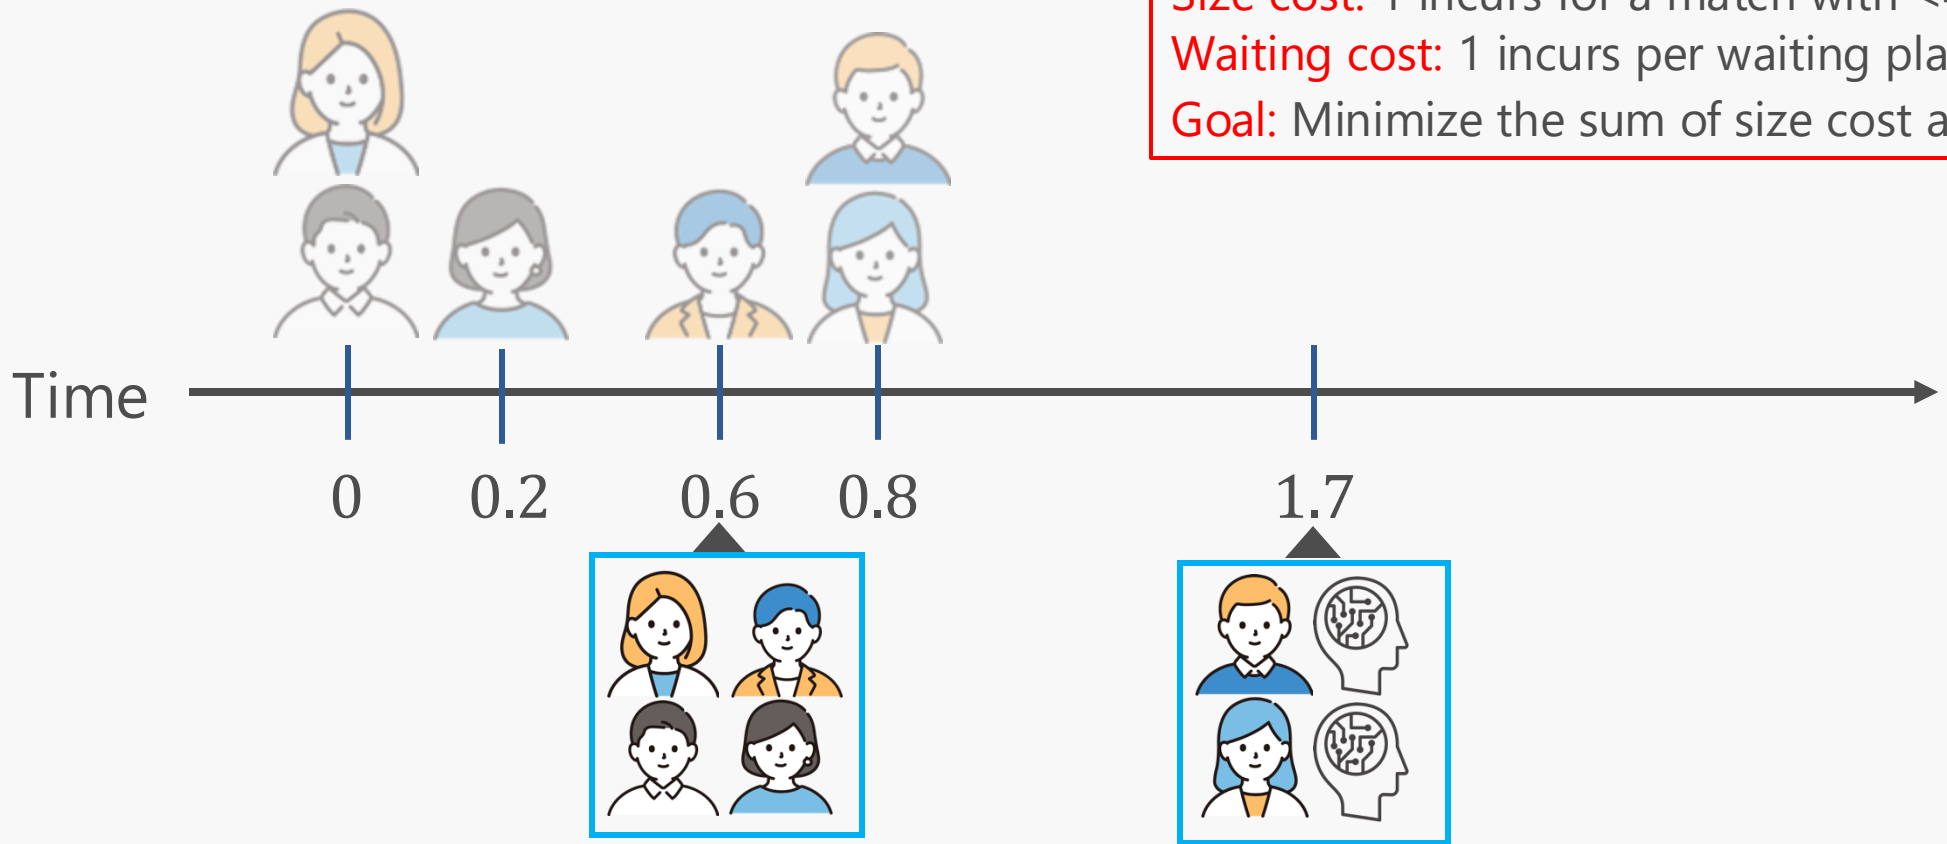 Waiting cost: 1 incurs per waiting
Goal: Minimize the sum of size cost
Time
0 0.2 0.6 0.8 1.7